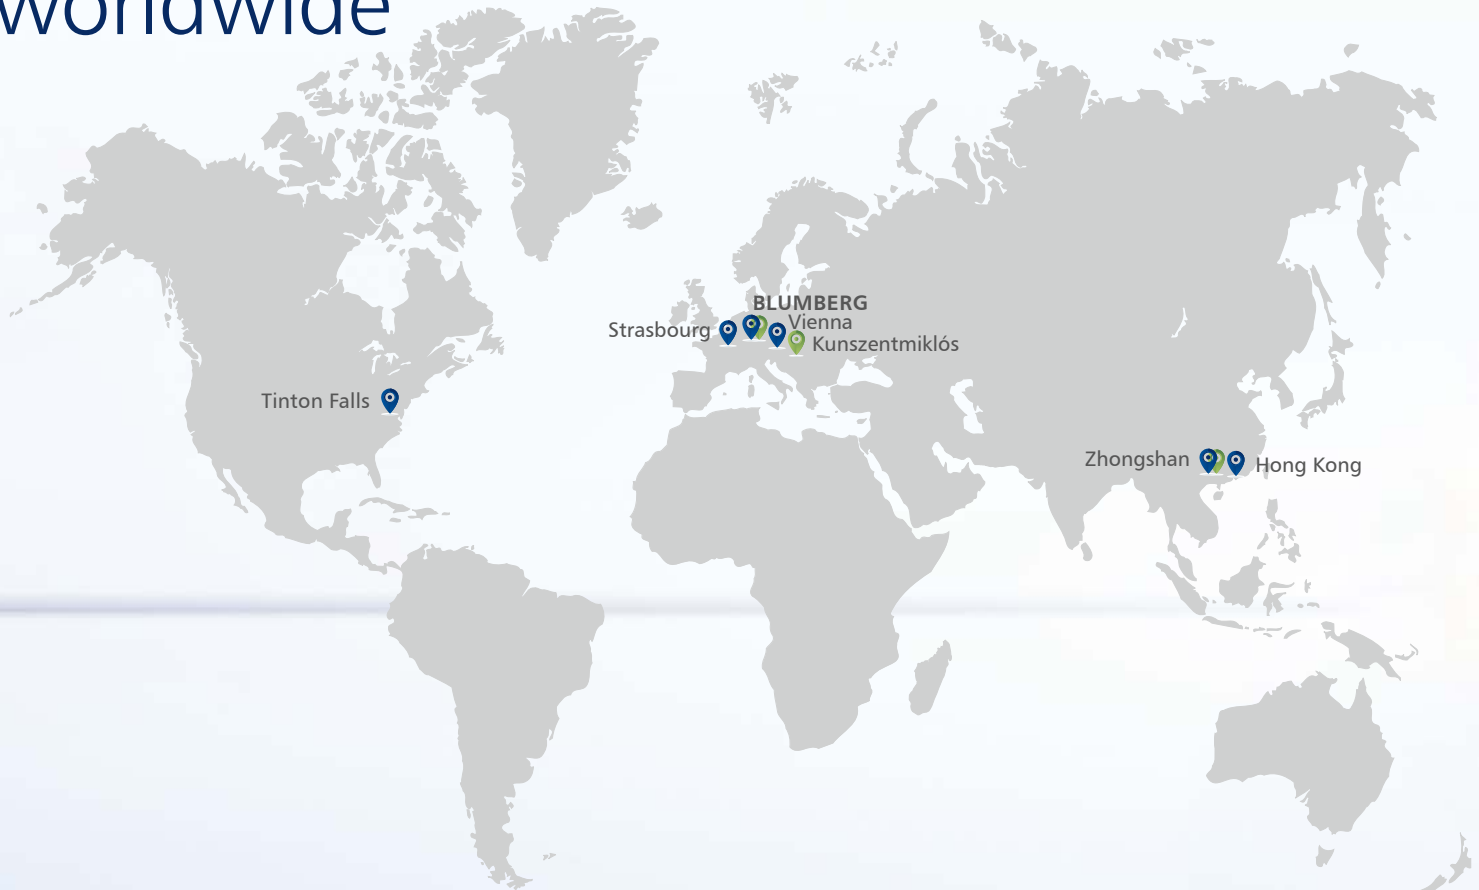 worldwide
BLUMBERG
Strasbourg
Vienna
Kunszentmiklós
Tinton Falls
Zhongshan
Hong Kong